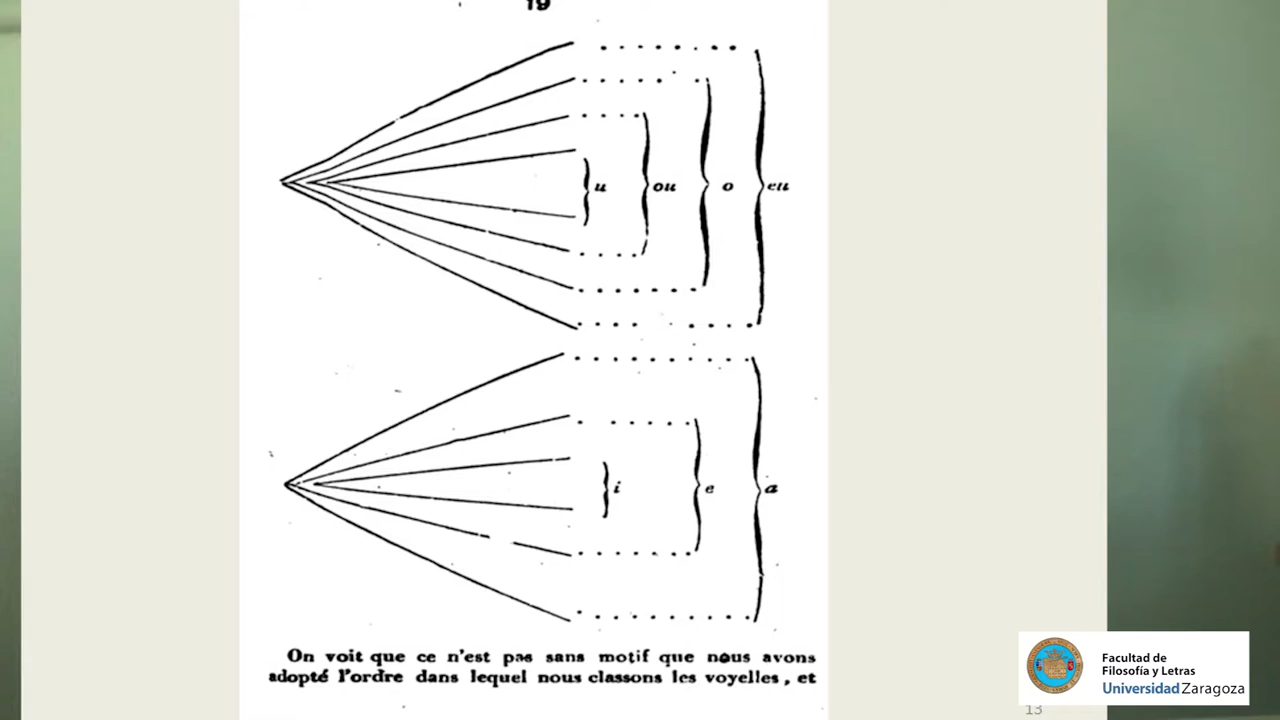 19
u ou o eu
i e a
On voit que ce n'est pas sans motif que nous avons
adopté l'ordre dans lequel nous classons les voyelles, et
Facultad de
Filosofía y Letras
Universidad Zaragoza
13